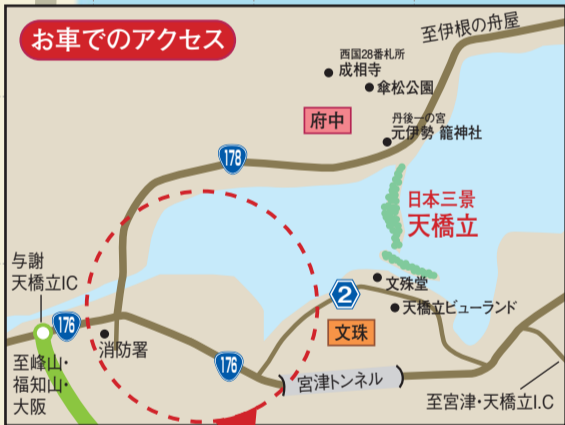 お車でのアクセス
至伊根の舟屋
西国28番札所
成相寺
傘松公園
府中
丹後一の宮
元伊勢 籠神社
178
日本三景
天橋立
与謝
天橋立IC
176
消防署
至峰山・
福知山・
大阪
2
文殊堂
天橋立ビューランド
文珠
176
宮津トンネル
至宮津・天橋立I.C